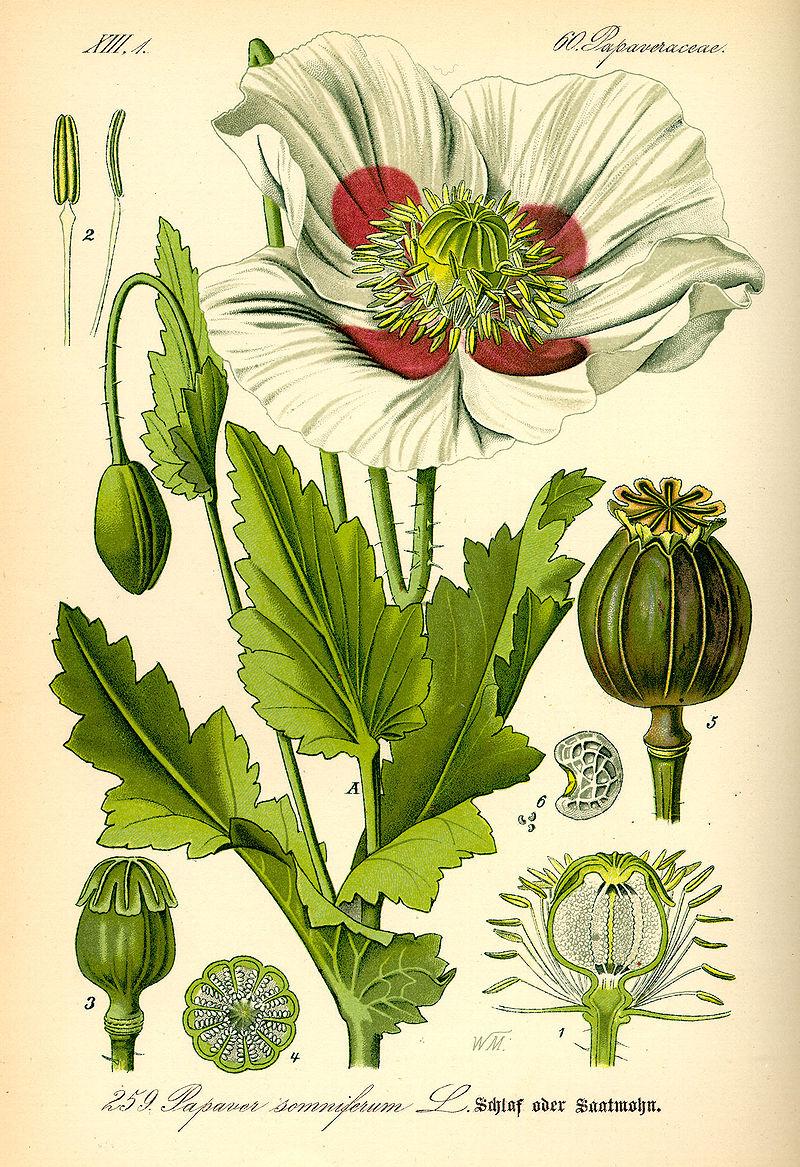 XIII, 1.
60. Papaveraceae.
2
A
5
6
3
4
1
W.M.
259. Papaver somniferum L. Schlaf oder Saatmohn.